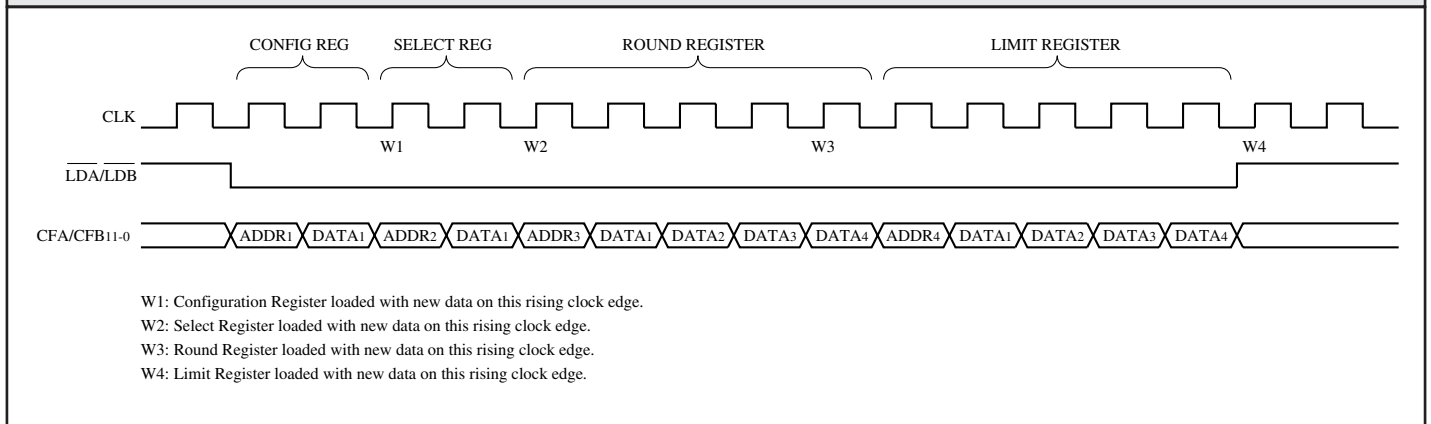 CONFIG REG SELECT REG ROUND REGISTER LIMIT REGISTER
CLK
W1 W2 W3 W4
LDA/LDB
CFA/CFB11-0 ADDR1 DATA1 ADDR2 DATA1 ADDR3 DATA1 DATA2 DATA3 DATA4 ADDR4 DATA1 DATA2 DATA3 DATA4
W1: Configuration Register loaded with new data on this rising clock edge.
W2: Select Register loaded with new data on this rising clock edge.
W3: Round Register loaded with new data on this rising clock edge.
W4: Limit Register loaded with new data on this rising clock edge.